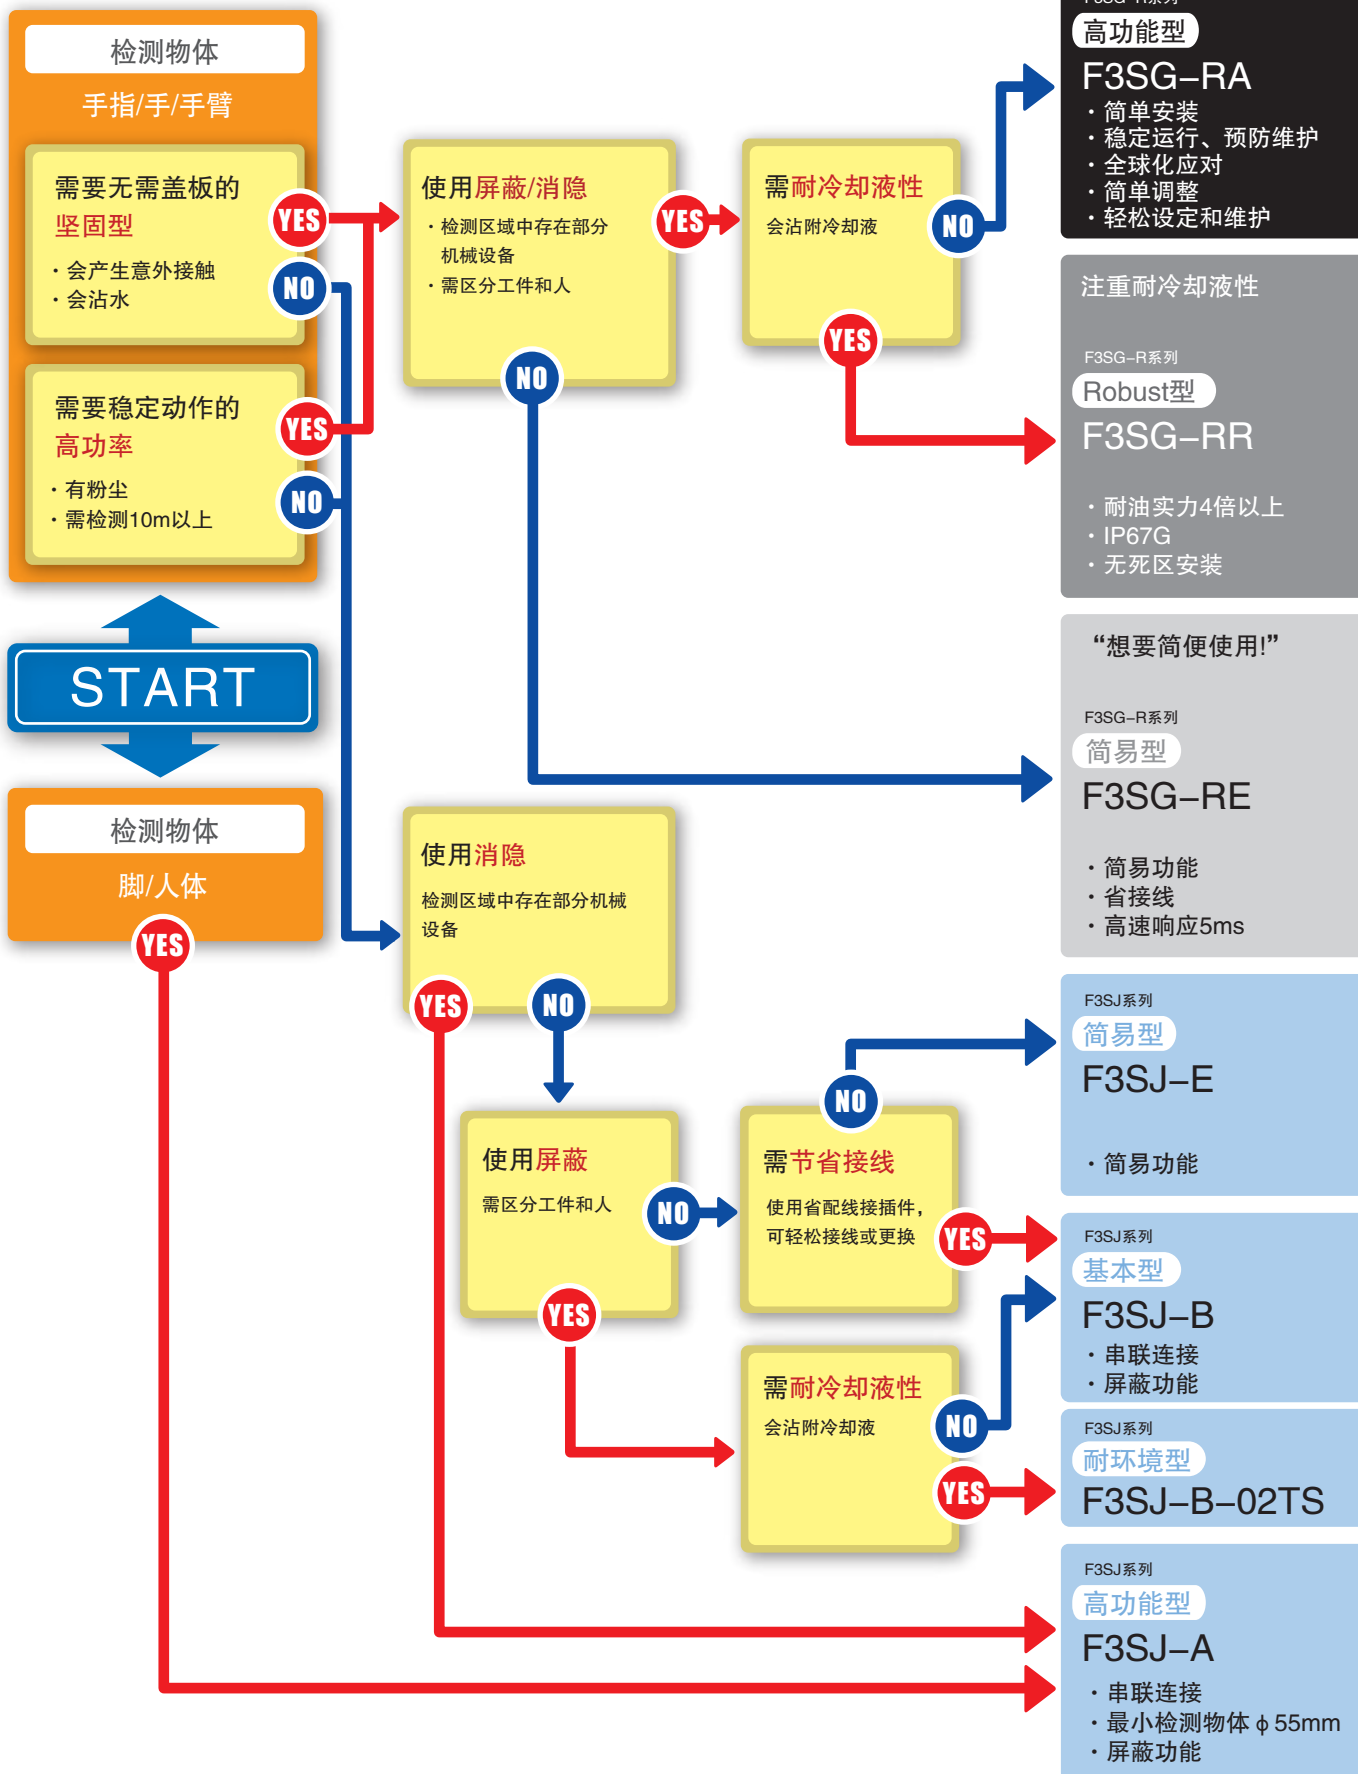 检测物体
手指/手/手臂
需要无需盖板的
坚固型
・会产生意外接触
・会沾水
YES
NO
需要稳定动作的
高功率
・有粉尘
・需检测10m以上
YES
NO
START
检测物体
脚/人体
YES
使用屏蔽/消隐
・检测区域中存在部分
机械设备
・需区分工件和人
YES
NO
需耐冷却液性
会沾附冷却液
NO
YES
使用消隐
检测区域中存在部分机械
设备
YES
NO
使用屏蔽
需区分工件和人
NO
YES
需节省接线
使用省配线接插件,
可轻松接线或更换
NO
YES
需耐冷却液性
会沾附冷却液
NO
YES
F3SG-R系列
高功能型
F3SG-RA
・简单安装
・稳定运行、预防维护
・全球化应对
・简单调整
・轻松设定和维护
注重耐冷却液性
F3SG-R系列
Robust型
F3SG-RR
・耐油实力4倍以上
・IP67G
・无死区安装
“想要简便使用!”
F3SG-R系列
简易型
F3SG-RE
・简易功能
・省接线
・高速响应5ms
F3SJ系列
简易型
F3SJ-E
・简易功能
F3SJ系列
基本型
F3SJ-B
・串联连接
・屏蔽功能
F3SJ系列
耐环境型
F3SJ-B-02TS
F3SJ系列
高功能型
F3SJ-A
・串联连接
・最小检测物体 φ 55mm
・屏蔽功能